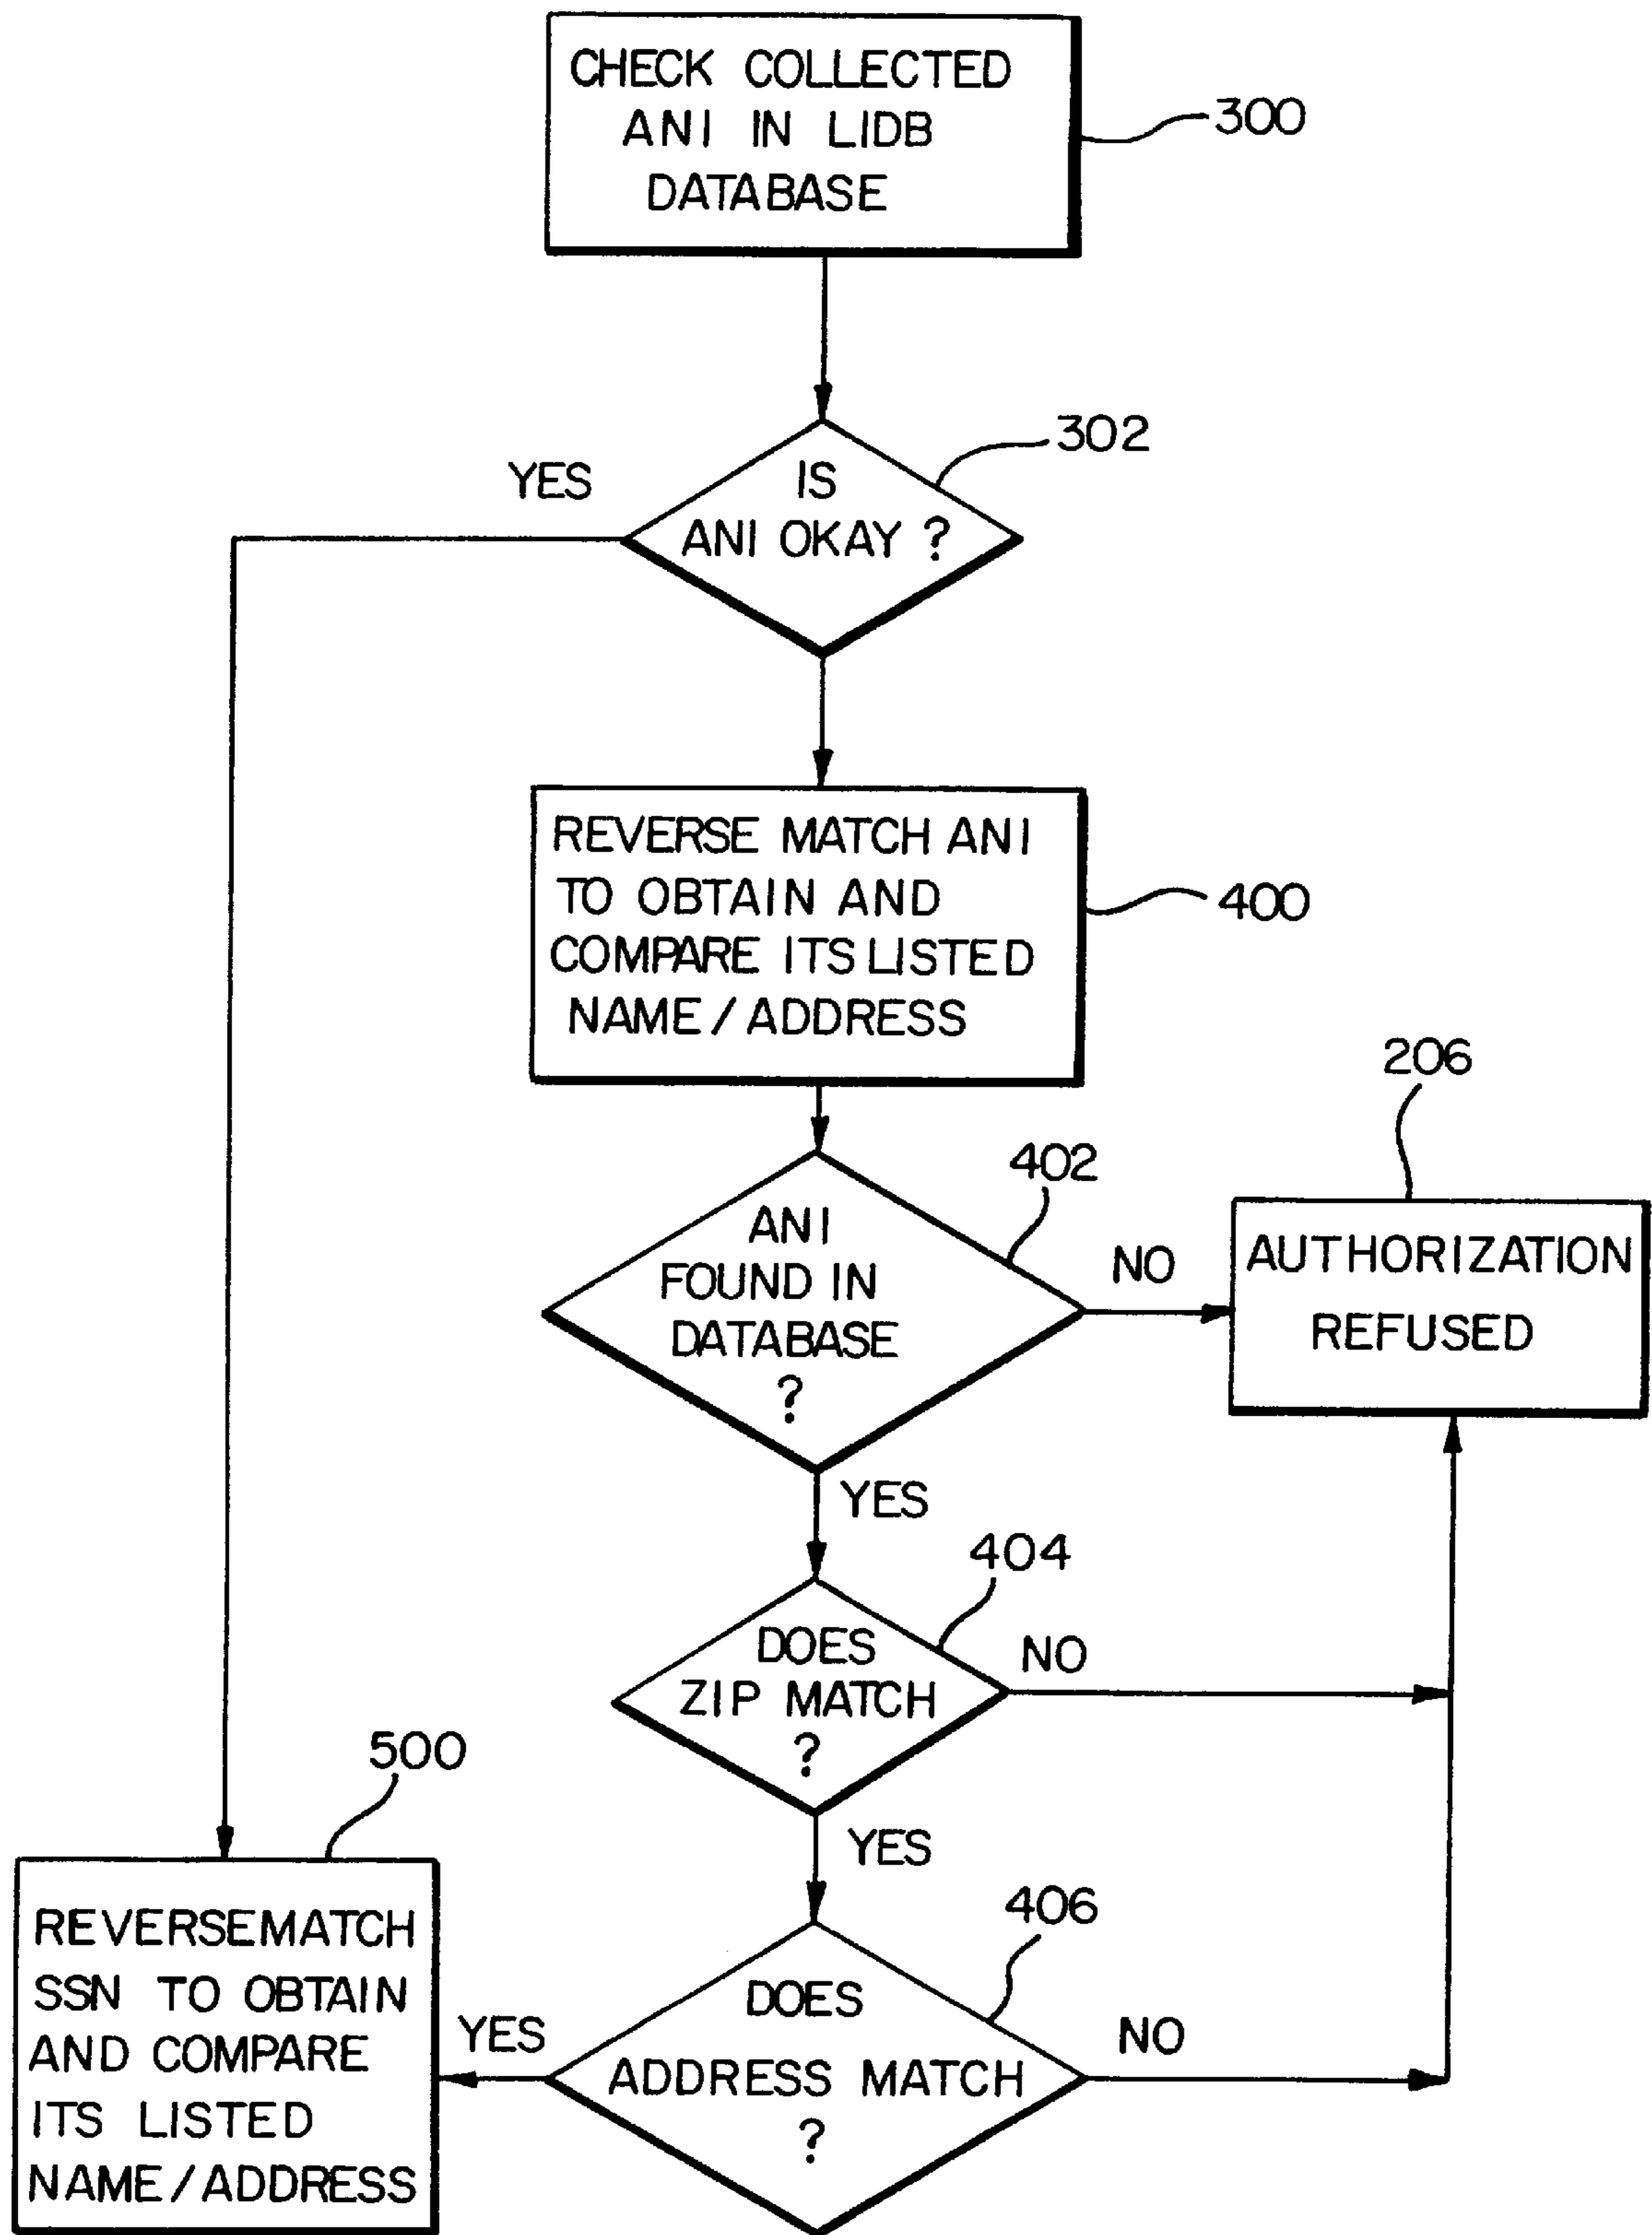 CHECK COLLECTED
ANI IN LIDB
DATABASE
300
302
YES
IS
ANI OKAY ?
REVERSE MATCH ANI
TO OBTAIN AND
COMPARE ITS LISTED
NAME / ADDRESS
400
206
402
ANI
FOUND IN
DATABASE
?
NO
AUTHORIZATION
REFUSED
YES
404
DOES
ZIP MATCH
?
NO
500
YES
406
REVERSEMATCH
SSN TO OBTAIN
AND COMPARE
ITS LISTED
NAME / ADDRESS
YES
DOES
ADDRESS MATCH
?
NO